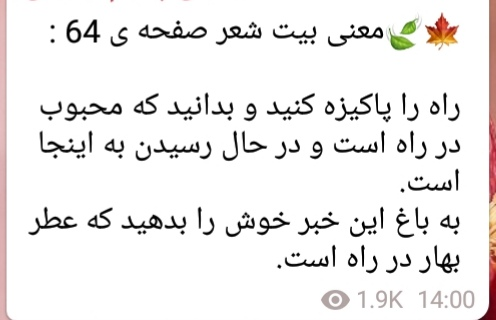 🍁🍃معنی بیت شعر صفحه ی 64 :
راه را پاکیزه کنید و بدانید که محبوب
در راه است و در حال رسیدن به اینجا
است.
به باغ این خبر خوش را بدهید که عطر
بهار در راه است.
1.9K 14:00